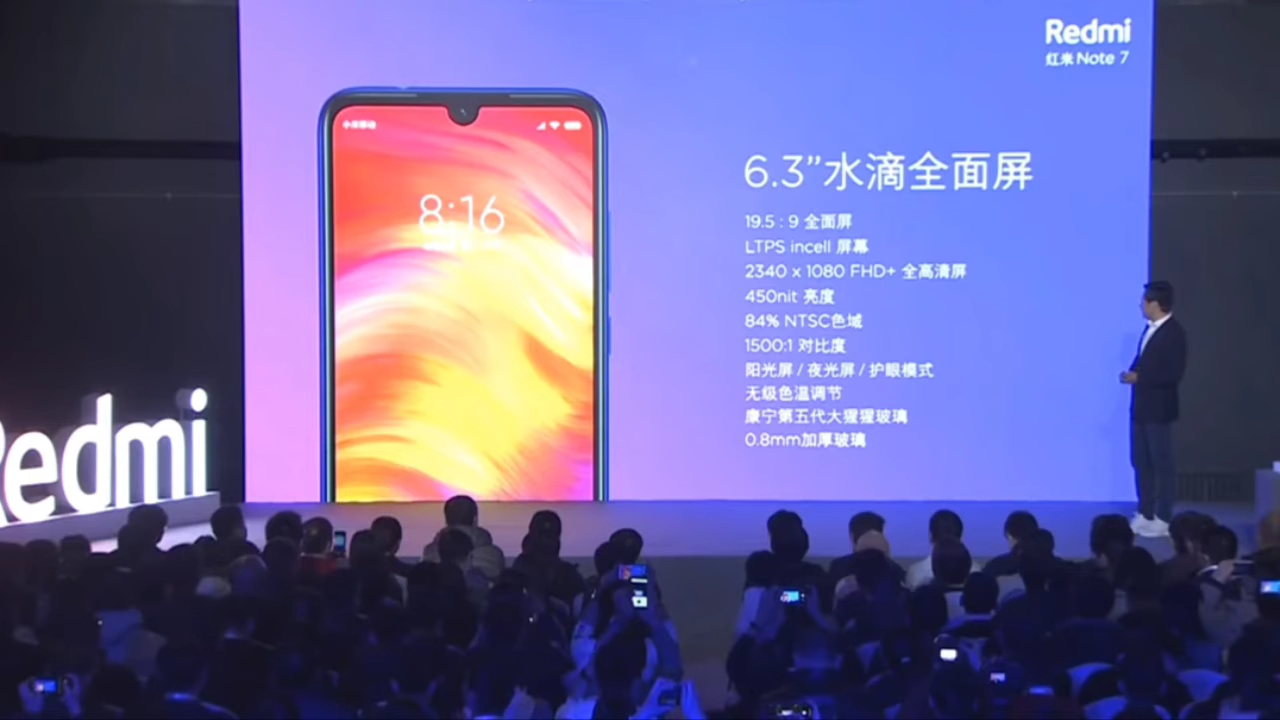 Redmi
红米 Note 7
8:16
6.3”水滴全面屏
19.5 : 9 全面屏
LTPS incell 屏幕
2340 x 1080 FHD+ 全高清屏
450nit 亮度
84% NTSC色域
1500:1 对比度
阳光屏 / 夜光屏 / 护眼模式
无级色温调节
康宁第五代大猩猩玻璃
0.8mm加厚玻璃
Redmi